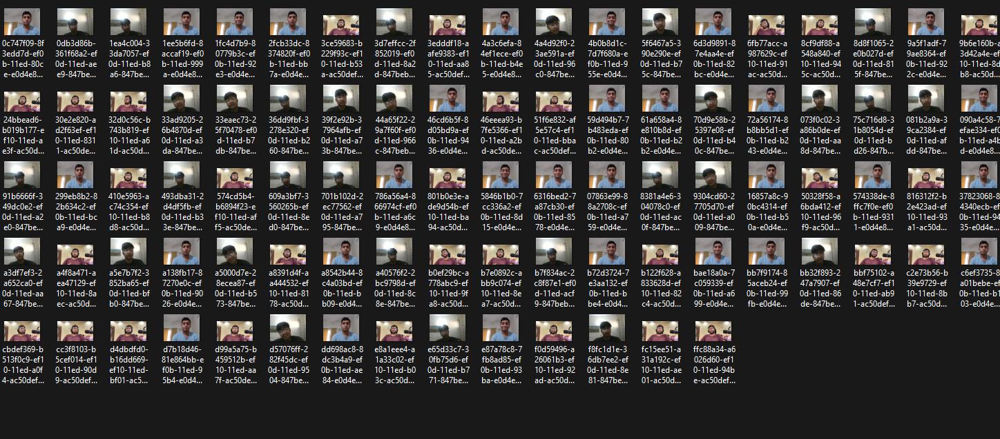 0c747f09-8f
3edd7d-ef0
b-11ed-80c
e-e0d4e8...
0db3d86b-
361f68a2-ef
0d-11ed-ae
e9-847be...
1ea4c004-3
3da7057-ef
0d-11ed-b8
a6-847be...
1ee5b6fd-8
accaf19-ef0
b-11ed-999
a-e0d4e8...
1fc4d7b9-8
0779b3c-ef
0b-11ed-92
e3-e0d4e...
2fcb33dc-8
374820f-ef0
b-11ed-bb
7a-e0d4e...
3ce59683-b
229f93c-ef1
0-11ed-b53
a-ac50def...
3d7effcc-2f
852019-ef0
d-11ed-8a2
d-847beb...
3edddf18-a
afe9383-ef1
0-11ed-aa8
5-ac50def...
4a3c6efa-8
4ef1ece-ef0
b-11ed-b4e
5-e0d4e8...
4a4d92f0-2
3ae591a-ef
0d-11ed-96
c0-847be...
4b0b8d1c-
7d7f680a-e
f0b-11ed-9
55e-e0d4...
5f6467a5-3
90e290e-ef
0d-11ed-b7
5c-847be...
6d3d9891-8
7e4aa4e-ef
0b-11ed-82
bc-e0d4e...
6fb77acc-a
987629c-ef
10-11ed-91
ac-ac50d...
8cf9df88-a
548a840-ef
10-11ed-94
5c-ac50d...
8d8f1065-2
e0b027d-ef
0d-11ed-81
5f-847be...
9a5f1adf-7
9ae8364-ef
0b-11ed-92
2c-e0d4e...
9b6e160b-a
3d42a4e-ef
10-11ed-8d
b8-ac50d...
24bbead6-
b019b177-e
f10-11ed-a
e3f-ac50d...
30e2e820-a
d2f63ef-ef1
0-11ed-831
1-ac50de...
32d0c56c-b
743b819-ef
10-11ed-a6
1d-ac50d...
33ad9205-2
6b4870d-ef
0d-11ed-a3
da-847be...
33eaec73-2
5f70478-ef0
d-11ed-b7
db-847be...
36dd9fbf-3
278e320-ef
0d-11ed-b2
60-847be...
39f2e92b-3
7964afb-ef
0d-11ed-a7
3b-847be...
44a65f22-2
9a7f60f-ef0
d-11ed-966
c-847beb...
46cd6b5f-8
d05bd9a-ef
0b-11ed-94
36-e0d4e...
46eeea93-b
7fe5366-ef1
0-11ed-a2b
d-ac50de...
51f6e832-af
5e57c4-ef1
0-11ed-bba
c-ac50def...
59d494b7-7
b483eda-ef
0b-11ed-80
b2-e0d4e...
61a658a4-8
e810b8d-ef
0b-11ed-b2
b2-e0d4e...
70d9e58b-2
5397e08-ef
0d-11ed-b4
0c-847be...
72a56174-8
b8bb5d1-ef
0b-11ed-b2
43-e0d4e...
073f0c02-3
a86b0de-ef
0d-11ed-aa
8d-847be...
75c716d8-3
1b8054d-ef
0d-11ed-b
d26-847b...
081b2a9a-3
9ca2384-ef
0d-11ed-af
dd-847be...
090a4c58-7
efae334-ef0
b-11ed-a4b
d-e0d4e8...
91b6666f-3
49dc0e2-ef
0d-11ed-a2
e0-847be...
299eb8b2-8
2b634c2-ef
0b-11ed-bc
a9-e0d4e...
410e5963-a
c74c354-ef
10-11ed-b8
d8-ac50d...
493dba31-2
d4df5fb-ef
0d-11ed-b3
3e-847be...
574cd5b4-
b6894f23-e
f10-11ed-af
f5-ac50de...
609a3bf7-3
560265b-ef
0d-11ed-8e
d0-847be...
701b102d-2
ec77562-ef
0d-11ed-a7
95-847be...
786a56a4-8
66974cf-ef0
b-11ed-a6c
9-e0d4e8...
801b0e3e-a
de9d54b-ef
10-11ed-ba
94-ac50d...
5846b1b0-7
cc336a2-ef
0b-11ed-8d
15-e0d4e...
6316bed2-7
a87cb30-ef
0b-11ed-85
78-e0d4e...
07863e99-8
8a2708c-ef
0b-11ed-a7
59-e0d4e...
8381a4e6-3
04078c0-ef
0d-11ed-ac
0f-847be...
9304cd60-2
7705d70-ef
0d-11ed-a0
09-847be...
16857a8c-9
0bc4314-ef
0b-11ed-b5
0a-e0d4e...
50328f58-a
6bda412-ef
10-11ed-96
f9-ac50d...
574338de-8
ffc7f0e-ef0
b-11ed-931
1-e0d4e8...
816312f2-b
2e423ad-ef
10-11ed-93
a1-ac50d...
37823068-8
4340ecb-ef
0b-11ed-94
35-e0d4e...
a3df7ef3-2
a652ca0-ef
0d-11ed-aa
67-847be...
a4f8a471-a
ea47129-ef
10-11ed-8a
ec-ac50d...
a5e7b7f2-3
852ba65-ef
0d-11ed-bf
b0-847be...
a138fb17-8
7270e0c-ef
0b-11ed-90
26-e0d4e...
a5000d7e-2
8ecea87-ef
0d-11ed-b5
73-847be...
a8391d4f-a
a444532-ef
10-11ed-81
78-ac50d...
a8542b44-8
c4a03bd-ef
0b-11ed-b
b09-e0d4...
a40576f2-2
bc9798d-ef
0d-11ed-8c
8e-847be...
b0ef29bc-a
778abc9-ef
10-11ed-9f
a8-ac50d...
b7e0892c-a
bb9c074-ef
10-11ed-8e
a7-ac50d...
b7f834ac-2
c8f87e1-ef0
d-11ed-acf
9-847beb...
b72d3724-7
e3aa132-ef
0b-11ed-b
be4-e0d4...
b122f628-a
833628d-ef
10-11ed-82
c4-ac50d...
bae18a0a-7
c059339-ef
0b-11ed-a6
99-e0d4e...
bb7f9174-8
5aceb24-ef
0b-11ed-99
fb-e0d4e...
bb32f893-2
47a7907-ef
0d-11ed-86
de-847be...
bbf75102-a
48e7cf7-ef1
0-11ed-ab9
1-ac50def...
c2e73b56-b
39e9729-ef
10-11ed-8b
b7-ac50d...
c6ef3735-8
a01bebe-ef
0b-11ed-b1
03-e0d4e...
cbdef369-b
513f0c9-ef1
0-11ed-a0f
4-ac50def...
cc3f8103-b
5cef014-ef1
0-11ed-90d
9-ac50def...
d4dbdfd0-
b16dd669-
ef10-11ed-
bf01-ac5...
d7b18d46-
81e864bb-e
f0b-11ed-9
5b4-e0d4...
d99a5a75-b
459512b-ef
10-11ed-aa
7f-ac50de...
d57076ff-2
82f45dc-ef
0d-11ed-95
04-847be...
dd698ac8-8
dc3b4a9-ef
0b-11ed-ae
84-e0d4e...
e8a1eee4-a
1a33c02-ef
10-11ed-b0
3c-ac50d...
e65d33c7-3
0fb75d6-ef
0d-11ed-b7
71-847be...
e87a78c8-7
fb8ad85-ef
0b-11ed-93
ba-e0d4e...
f0d59496-a
26061b3-ef
10-11ed-92
ad-ac50d...
f8fc1d1e-3
6db7ee2-ef
0d-11ed-8e
81-847be...
fc15ee51-a
31a192c-ef
10-11ed-ae
01-ac50d...
ffc88a34-a6
026d60-ef1
0-11ed-94b
e-ac50def...